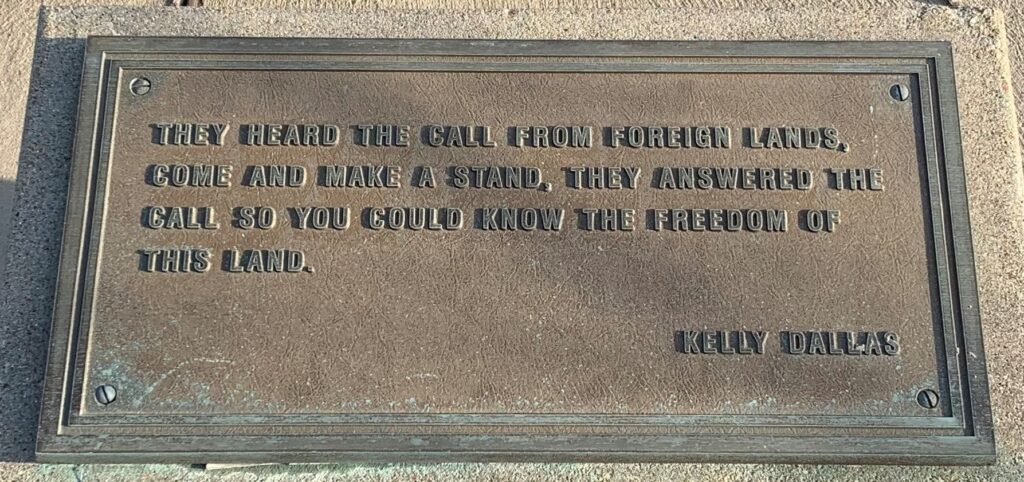 THEY HEARD THE CALL FROM FOREIGN LANDS,
COME AND MAKE A STAND, THEY ANSWERED THE
CALL SO YOU COULD KNOW THE FREEDOM OF
THIS LAND.
KELLY DALLAS